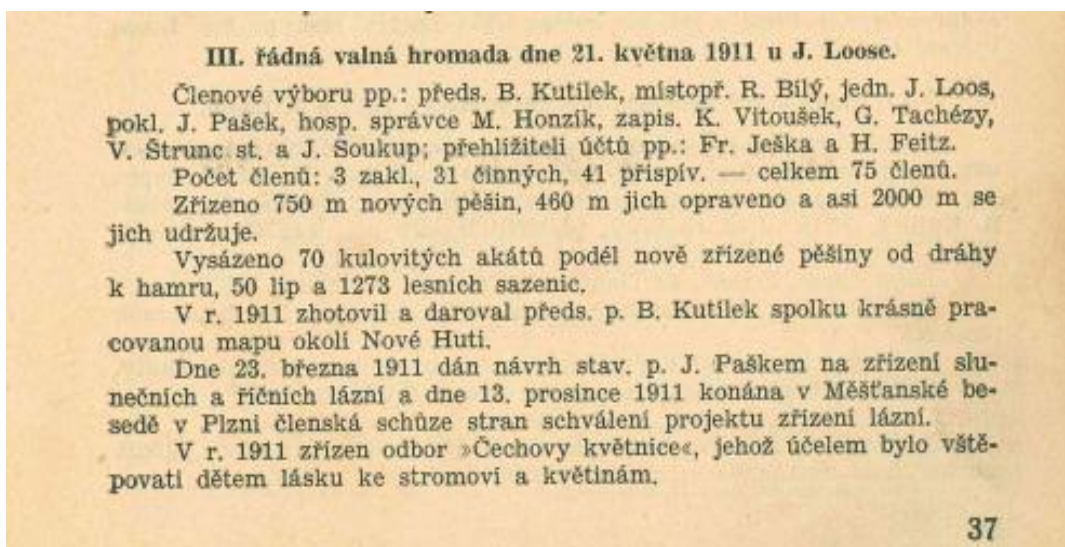 III. řádná valná hromada dne 21. května 1911 u J. Loose.
Členové výboru pp.: předs. B. Kutílek, místopř. R. Bílý, jedn. J. Loos,
pokl. J. Pašek, hosp. správce M. Honzík, zapis. K. Vitoušek, G. Tachézy,
V. Štrunc st. a J. Soukup; přehlížiteli účtů pp.: Fr. Ješka a H. Feitz.
Počet členů: 3 zakl., 31 činných, 41 přispív. — celkem 75 členů.
Zřízeno 750 m nových pěšin, 460 m jich opraveno a asi 2000 m se
jich udržuje.
Vysázeno 70 kulovitých akátů podél nově zřízené pěšiny od dráhy
k hamru, 50 lip a 1273 lesních sazenic.
V r. 1911 zhotovil a daroval předs. p. B. Kutílek spolku krásně pra-
covanou mapu okolí Nové Huti.
Dne 23. března 1911 dán návrh stav. p. J. Paškem na zřízení slu-
nečních a říčních lázní a dne 13. prosince 1911 konána v Měšťanské be-
sedě v Plzni členská schůze stran schválení projektu zřízení lázní.
V r. 1911 zřízen odbor »Čechovy květnice«, jehož účelem bylo vště-
povati dětem lásku ke stromoví a květinám.
37